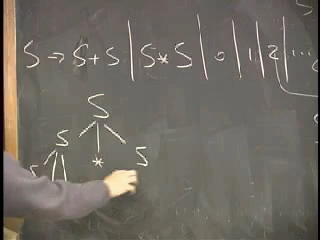 S → S + S | S * S | 0 | 1 | 2 | ...
S
S * S
S